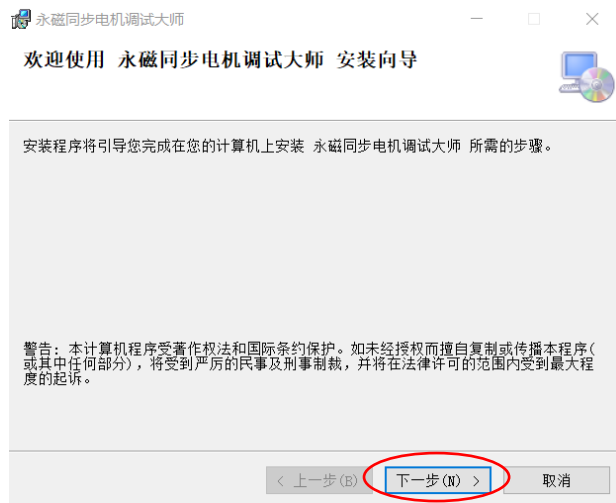 永磁同步电机调试大师
欢迎使用 永磁同步电机调试大师 安装向导
安装程序将引导您完成在您的计算机上安装 永磁同步电机调试大师 所需的步骤。
警告: 本计算机程序受著作权法和国际条约保护。如未经授权而擅自复制或传播本程序(
或其中任何部分)，将受到严厉的民事及刑事制裁，并将在法律许可的范围内受到最大程
度的起诉。
< 上一步(B) 下一步(N) > 取消